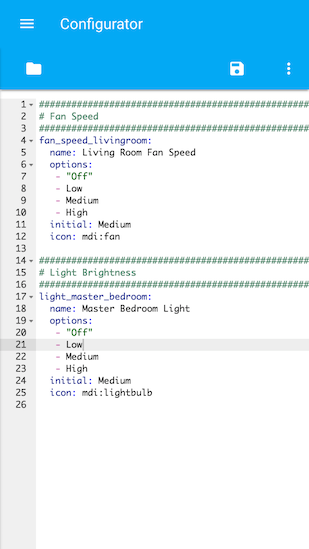 Configurator
1 ##################################################
2 # Fan Speed
3 ##################################################
4 fan_speed_livingroom:
5   name: Living Room Fan Speed
6   options:
7    - "Off"
8    - Low
9    - Medium
10    - High
11   initial: Medium
12   icon: mdi:fan
13
14 ##################################################
15 # Light Brightness
16 ##################################################
17 light_master_bedroom:
18   name: Master Bedroom Light
19   options:
20    - "Off"
21    - Low
22    - Medium
23    - High
24   initial: Medium
25   icon: mdi:lightbulb
26